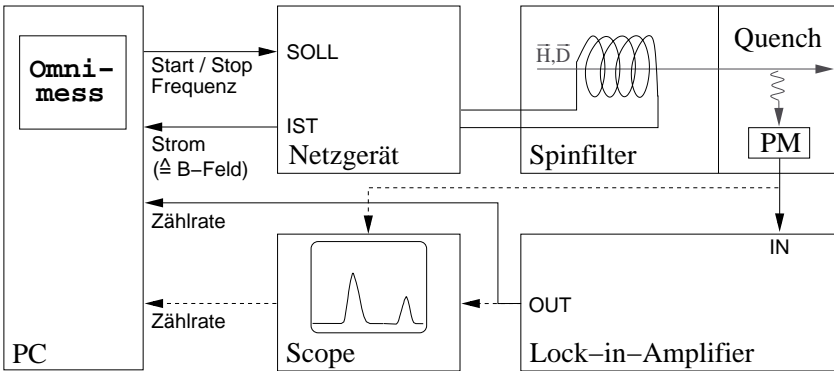 Omni-
mess
PC
Start / Stop
Frequenz
Strom
(≙ B−Feld)
Zählrate
Zählrate
SOLL
IST
Netzgerät
H⃗,D⃗
Spinfilter
Quench
PM
Scope
IN
OUT
Lock−in−Amplifier